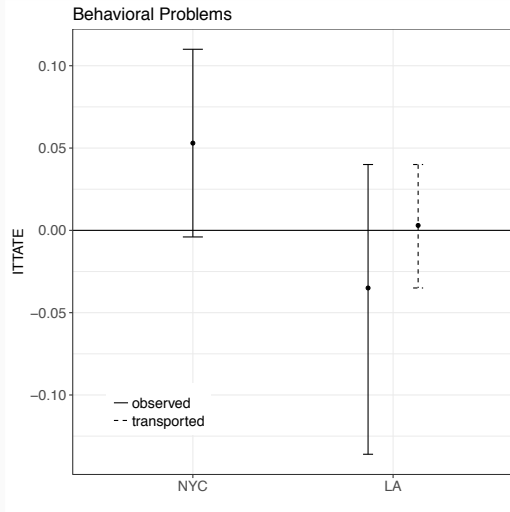 Behavioral Problems
0.10
0.05
0.00
−0.05
−0.10
ITTATE
observed
transported
NYC
LA